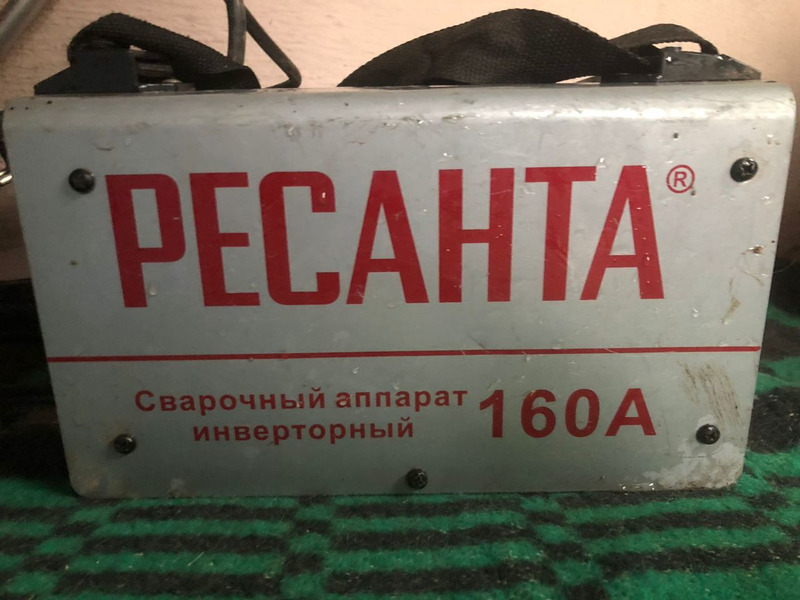 РЕСАНТА®
Сварочный аппарат
инверторный
160А